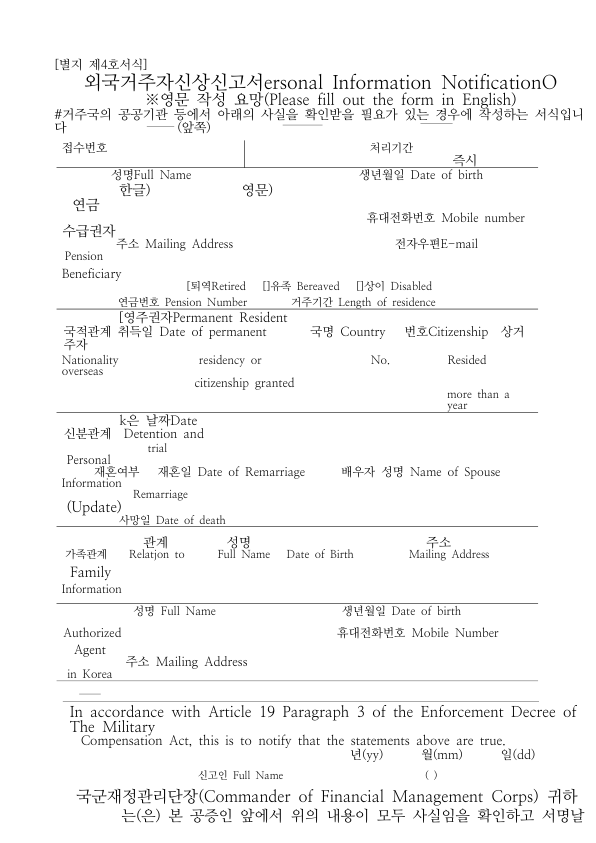 [별지 제4호서식]
외국거주자신상신고서ersonal Information NotificationO
※영문 작성 요망(Please fill out the form in English)
#거주국의 공공기관 등에서 아래의 사실을 확인받을 필요가 있는 경우에 작성하는 서식입니
다 (앞쪽)
접수번호 처리기간
즉시
성명Full Name 생년월일 Date of birth
한글) 영문)
연금
휴대전화번호 Mobile number
수급권자
주소 Mailing Address 전자우편E-mail
Pension
Beneficiary
[퇴역Retired []유족 Bereaved []상이 Disabled
연금번호 Pension Number 거주기간 Length of residence
[영주권자Permanent Resident
국적관계 취득일 Date of permanent 국명 Country 번호Citizenship 상거
주자
Nationality residency or No. Resided
overseas
citizenship granted
more than a
year
k은 날짜Date
신분관계 Detention and
trial
Personal
재혼여부 재혼일 Date of Remarriage 배우자 성명 Name of Spouse
Information
Remarriage
(Update)
사망일 Date of death
관계 성명 주소
가족관계 Relatjon to Full Name Date of Birth Mailing Address
Family
Information
성명 Full Name 생년월일 Date of birth
Authorized 휴대전화번호 Mobile Number
Agent
주소 Mailing Address
in Korea
In accordance with Article 19 Paragraph 3 of the Enforcement Decree of
The Military
Compensation Act, this is to notify that the statements above are true.
년(yy) 월(mm) 일(dd)
신고인 Full Name ( )
국군재정관리단장(Commander of Financial Management Corps) 귀하
는(은) 본 공증인 앞에서 위의 내용이 모두 사실임을 확인하고 서명날